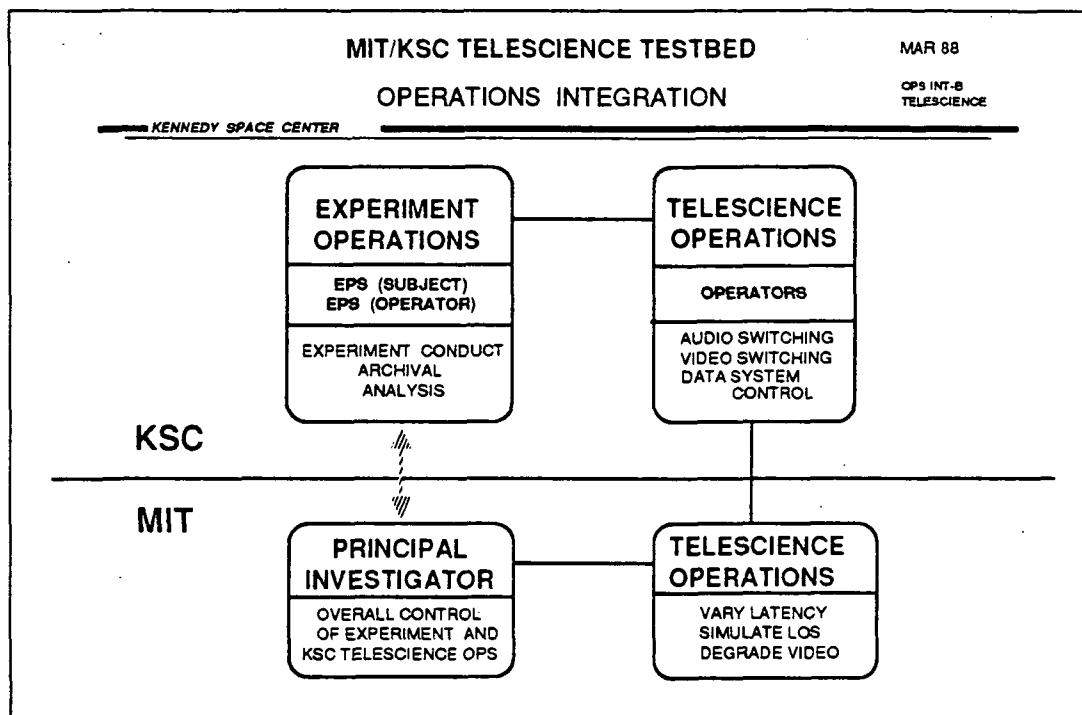 MIT/KSC TELESCIENCE TESTBED
MAR 88
OPERATIONS INTEGRATION
OPS INT-B
TELESCIENCE
KENNEDY SPACE CENTER
EXPERIMENT
OPERATIONS
EPS (SUBJECT)
EPS (OPERATOR)
EXPERIMENT CONDUCT
ARCHIVAL
ANALYSIS
TELESCIENCE
OPERATIONS
OPERATORS
AUDIO SWITCHING
VIDEO SWITCHING
DATA SYSTEM
CONTROL
KSC
MIT
PRINCIPAL
INVESTIGATOR
OVERALL CONTROL
OF EXPERIMENT AND
KSC TELESCIENCE OPS
TELESCIENCE
OPERATIONS
VARY LATENCY
SIMULATE LOS
DEGRADE VIDEO